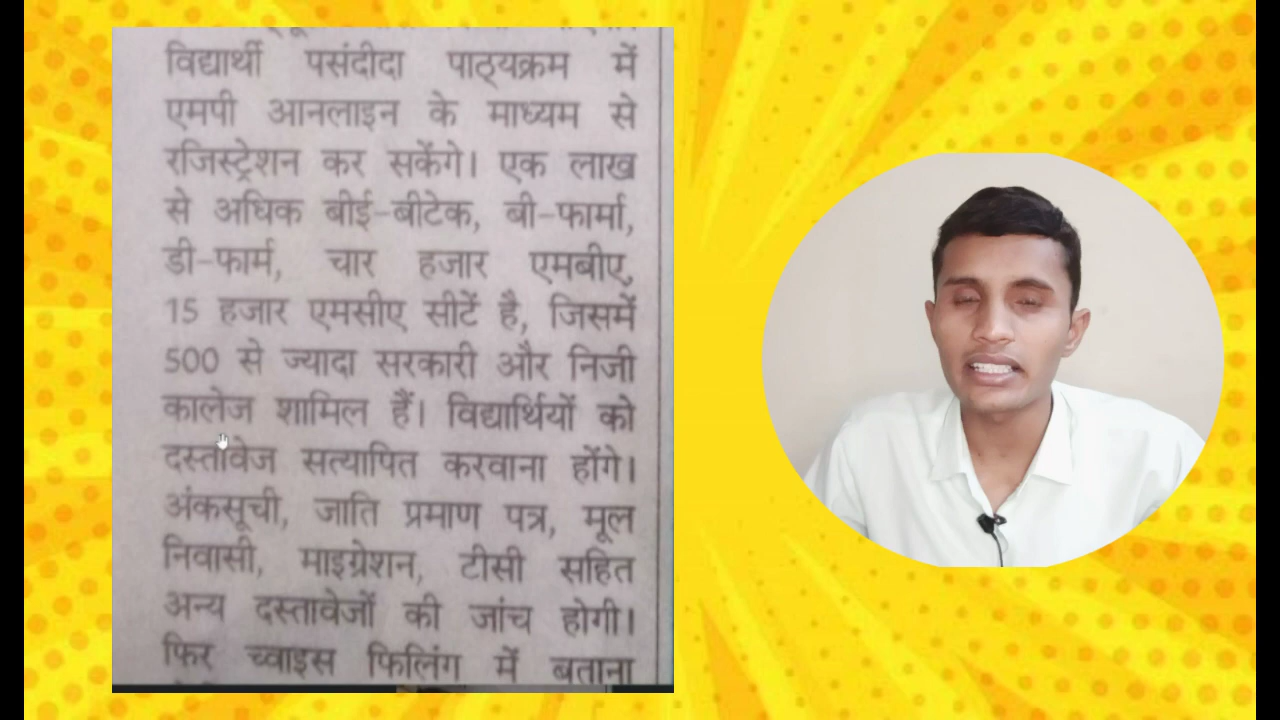 विद्यार्थी पसंदीदा पाठ्यक्रम में
एमपी आनलाइन के माध्यम से
रजिस्ट्रेशन कर सकेंगे। एक लाख
से अधिक बीई-बीटेक, बी-फार्मा,
डी-फार्म, चार हजार एमबीए,
15 हजार एमसीए सीटें है, जिसमें
500 से ज्यादा सरकारी और निजी
कालेज शामिल हैं। विद्यार्थियों को
दस्तावेज सत्यापित करवाना होंगे।
अंकसूची, जाति प्रमाण पत्र, मूल
निवासी, माइग्रेशन, टीसी सहित
अन्य दस्तावेजों की जांच होगी।
फिर च्वाइस फिलिंग में बताना